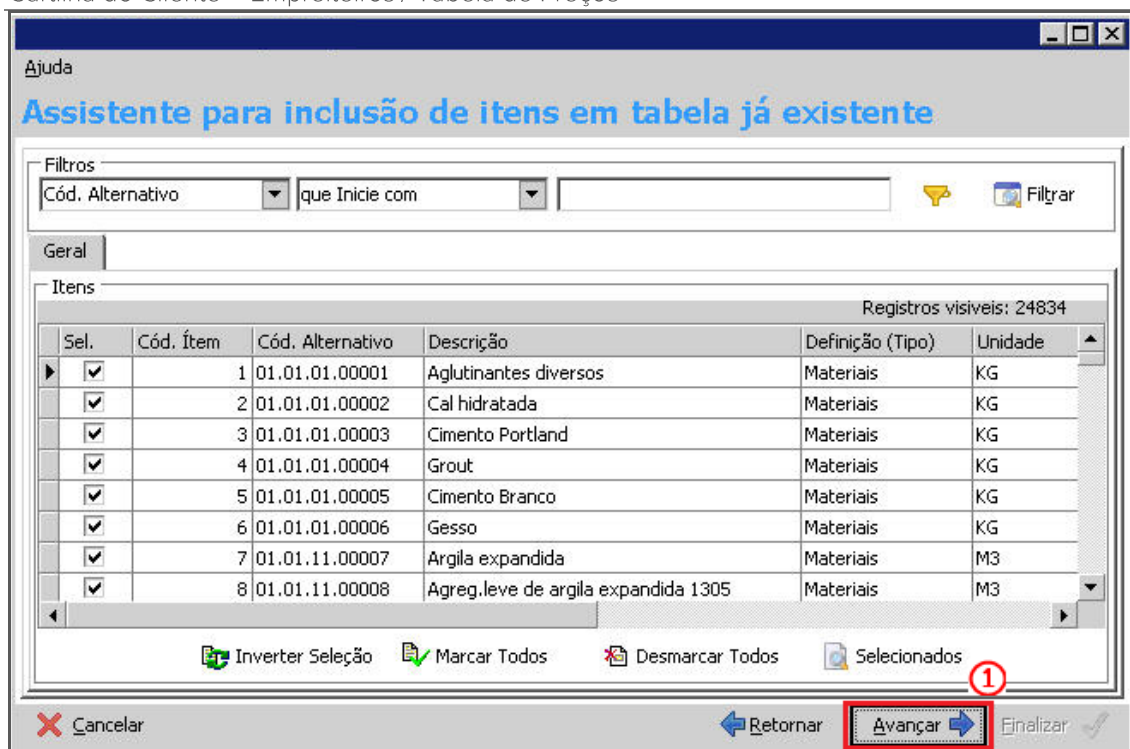 Ajuda
Assistente para inclusão de itens em tabela já existente
Filtros
Cód. Alternativo que Inicie com Filtrar
Geral
Itens
Registros visiveis: 24834
Sel. Cód. Ítem Cód. Alternativo Descrição Definição (Tipo) Unidade
1 01.01.01.00001 Aglutinantes diversos Materiais KG
2 01.01.01.00002 Cal hidratada Materiais KG
3 01.01.01.00003 Cimento Portland Materiais KG
4 01.01.01.00004 Grout Materiais KG
5 01.01.01.00005 Cimento Branco Materiais KG
6 01.01.01.00006 Gesso Materiais KG
7 01.01.11.00007 Argila expandida Materiais M3
8 01.01.11.00008 Agreg.leve de argila expandida 1305 Materiais M3
Inverter Seleção Marcar Todos Desmarcar Todos Selecionados
1
Cancelar Retornar Avançar Finalizar